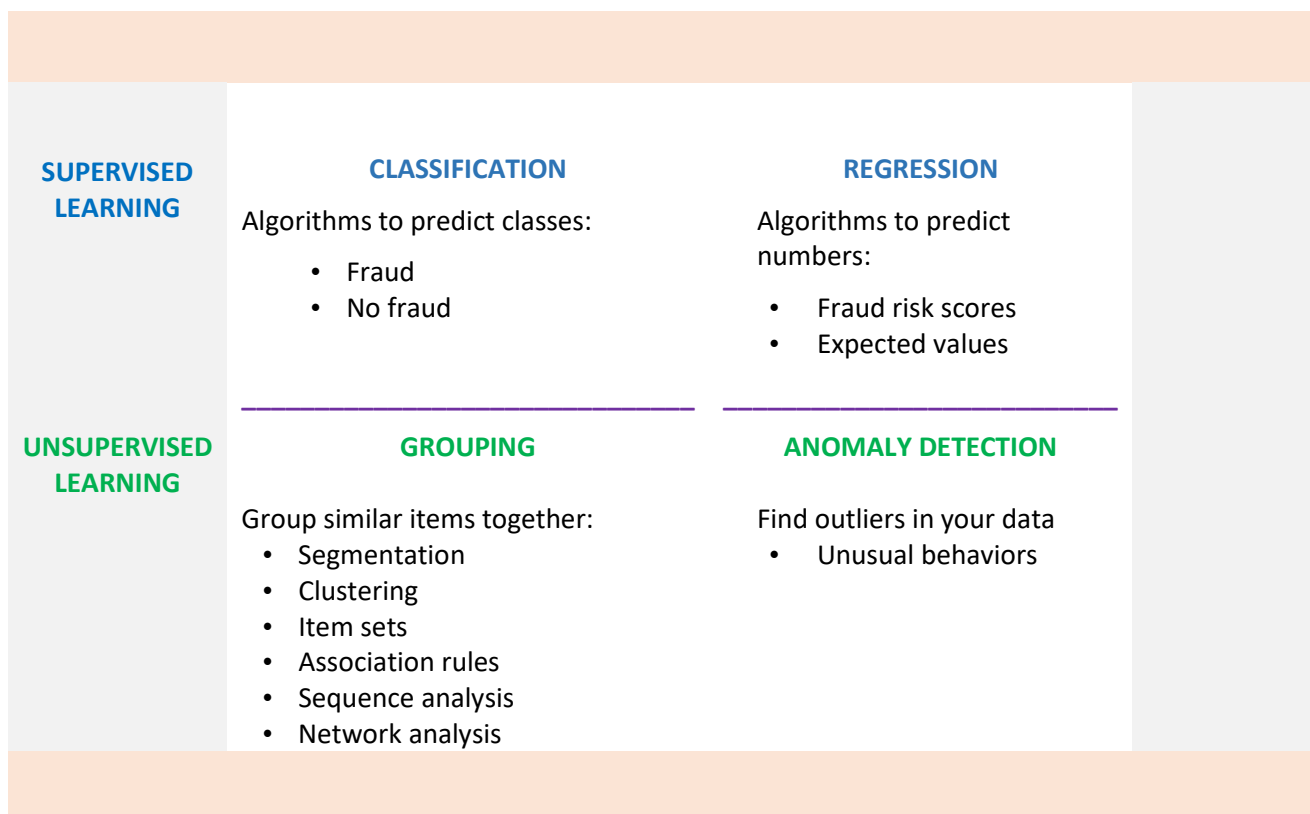 SUPERVISED
LEARNING
CLASSIFICATION
Algorithms to predict classes:
• Fraud
• No fraud
REGRESSION
Algorithms to predict
numbers:
• Fraud risk scores
• Expected values
UNSUPERVISED
LEARNING
GROUPING
Group similar items together:
• Segmentation
• Clustering
• Item sets
• Association rules
• Sequence analysis
• Network analysis
ANOMALY DETECTION
Find outliers in your data
• Unusual behaviors